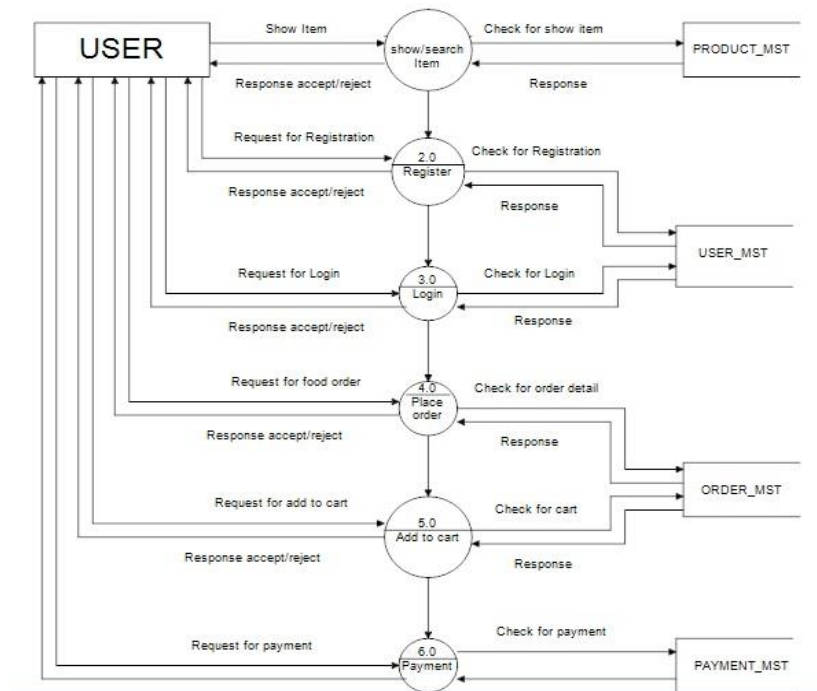 USER
Show Item
show/search
Item
Check for show item
PRODUCT_MST
Response accept/reject
Response
Request for Registration
2.0
Register
Check for Registration
Response accept/reject
Response
USER_MST
Request for Login
3.0
Login
Check for Login
Response accept/reject
Response
Request for food order
4.0
Place
order
Check for order detail
Response accept/reject
Response
ORDER_MST
Request for add to cart
5.0
Add to cart
Check for cart
Response accept/reject
Response
Request for payment
6.0
Payment
Check for payment
PAYMENT_MST